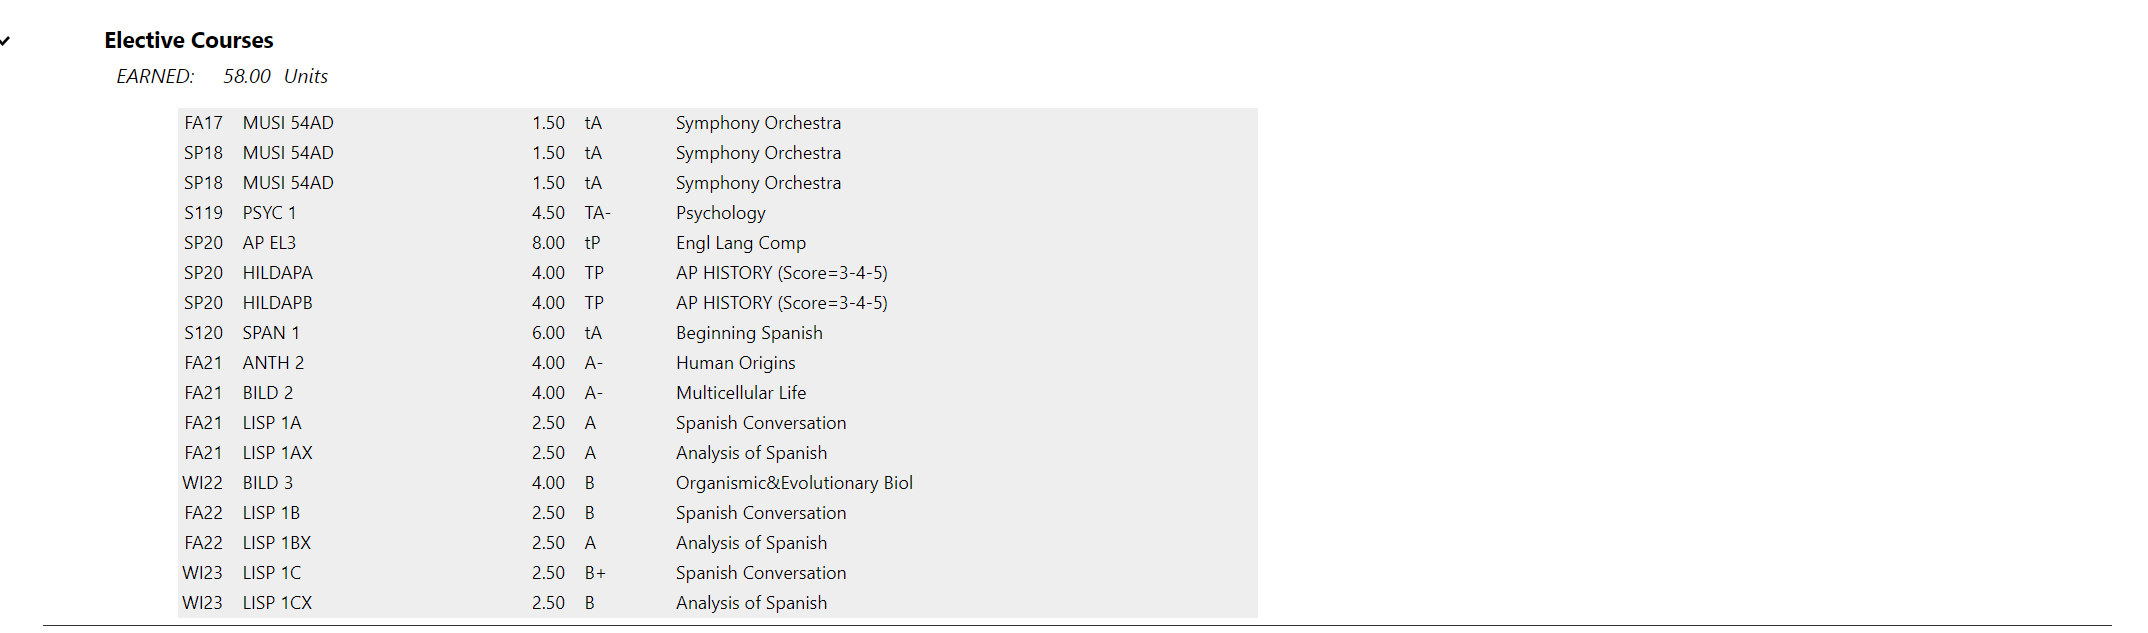 Elective Courses
EARNED: 58.00 Units
FA17 MUSI 54AD 1.50 tA Symphony Orchestra
SP18 MUSI 54AD 1.50 tA Symphony Orchestra
SP18 MUSI 54AD 1.50 tA Symphony Orchestra
S119 PSYC 1 4.50 TA- Psychology
SP20 AP EL3 8.00 tP Engl Lang Comp
SP20 HILDAPA 4.00 TP AP HISTORY (Score=3-4-5)
SP20 HILDAPB 4.00 TP AP HISTORY (Score=3-4-5)
S120 SPAN 1 6.00 tA Beginning Spanish
FA21 ANTH 2 4.00 A- Human Origins
FA21 BILD 2 4.00 A- Multicellular Life
FA21 LISP 1A 2.50 A Spanish Conversation
FA21 LISP 1AX 2.50 A Analysis of Spanish
WI22 BILD 3 4.00 B Organismic&Evolutionary Biol
FA22 LISP 1B 2.50 B Spanish Conversation
FA22 LISP 1BX 2.50 A Analysis of Spanish
WI23 LISP 1C 2.50 B+ Spanish Conversation
WI23 LISP 1CX 2.50 B Analysis of Spanish